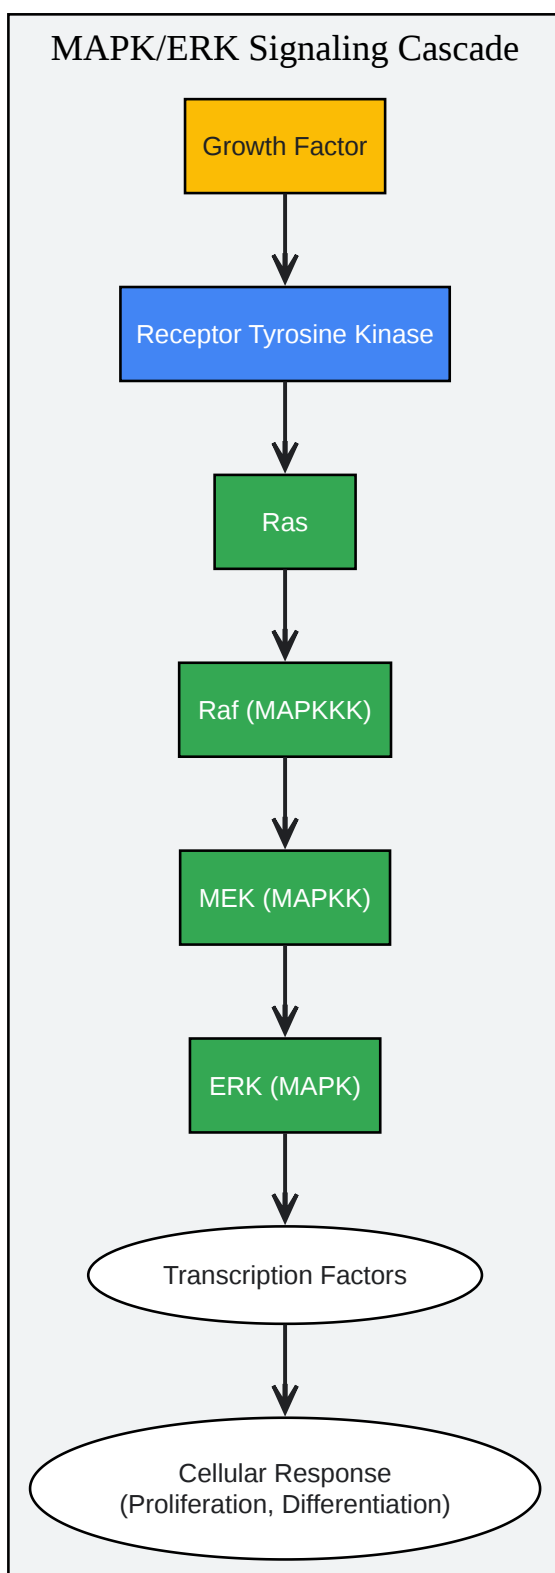 MAPK/ERK Signaling Cascade
Growth Factor
Receptor Tyrosine Kinase
Ras
Raf (MAPKKK)
MEK (MAPKK)
ERK (MAPK)
Transcription Factors
Cellular Response
(Proliferation, Differentiation)